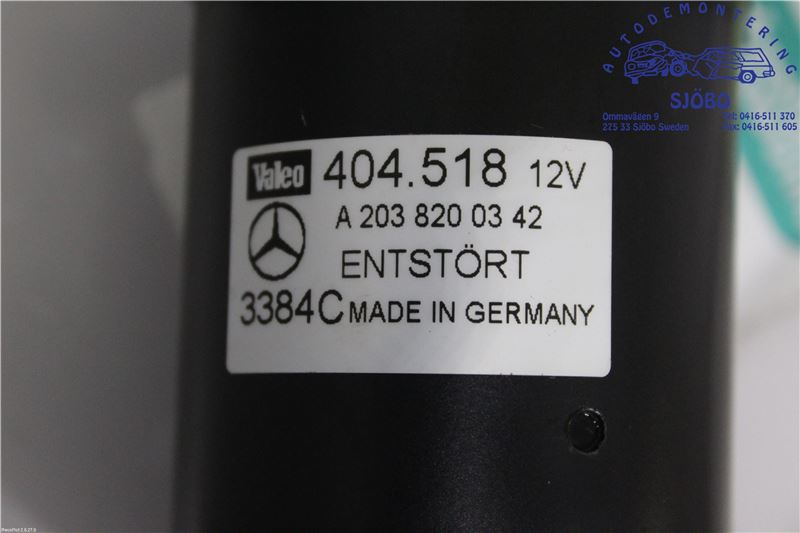 AUTODEMONTERING
SJÖBO
Ommavägen 9 Tel: 0416-511 370
275 33 Sjöbo Sweden Fax: 0416-511 605
Valeo 404.518 12V
A 203 820 03 42
ENTSTÖRT
3384C MADE IN GERMANY